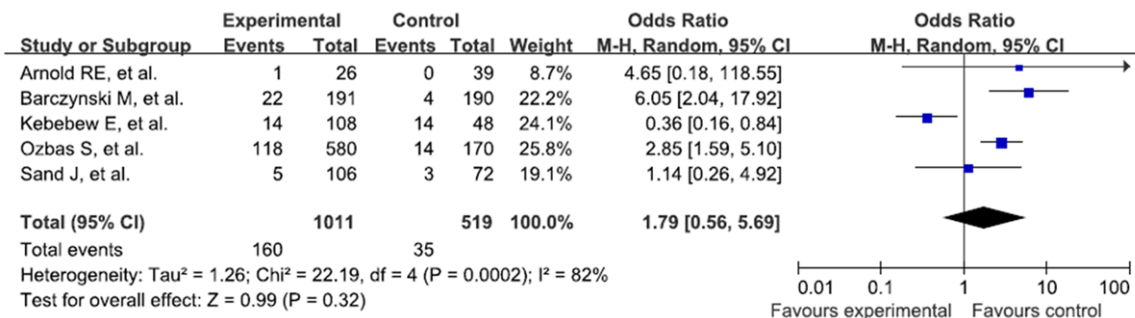 Experimental Control Odds Ratio Odds Ratio
Study or Subgroup Events Total Events Total Weight M-H, Random, 95% CI M-H, Random, 95% CI
Arnold RE, et al. 1 26 0 39 8.7% 4.65 [0.18, 118.55]
Barczynski M, et al. 22 191 4 190 22.2% 6.05 [2.04, 17.92]
Kebebew E, et al. 14 108 14 48 24.1% 0.36 [0.16, 0.84]
Ozbas S, et al. 118 580 14 170 25.8% 2.85 [1.59, 5.10]
Sand J, et al. 5 106 3 72 19.1% 1.14 [0.26, 4.92]
Total (95% CI) 1011 519 100.0% 1.79 [0.56, 5.69]
Total events 160 35
Heterogeneity: Tau² = 1.26; Chi² = 22.19, df = 4 (P = 0.0002); I² = 82%
Test for overall effect: Z = 0.99 (P = 0.32)
0.01 0.1 1 10 100
Favours experimental Favours control